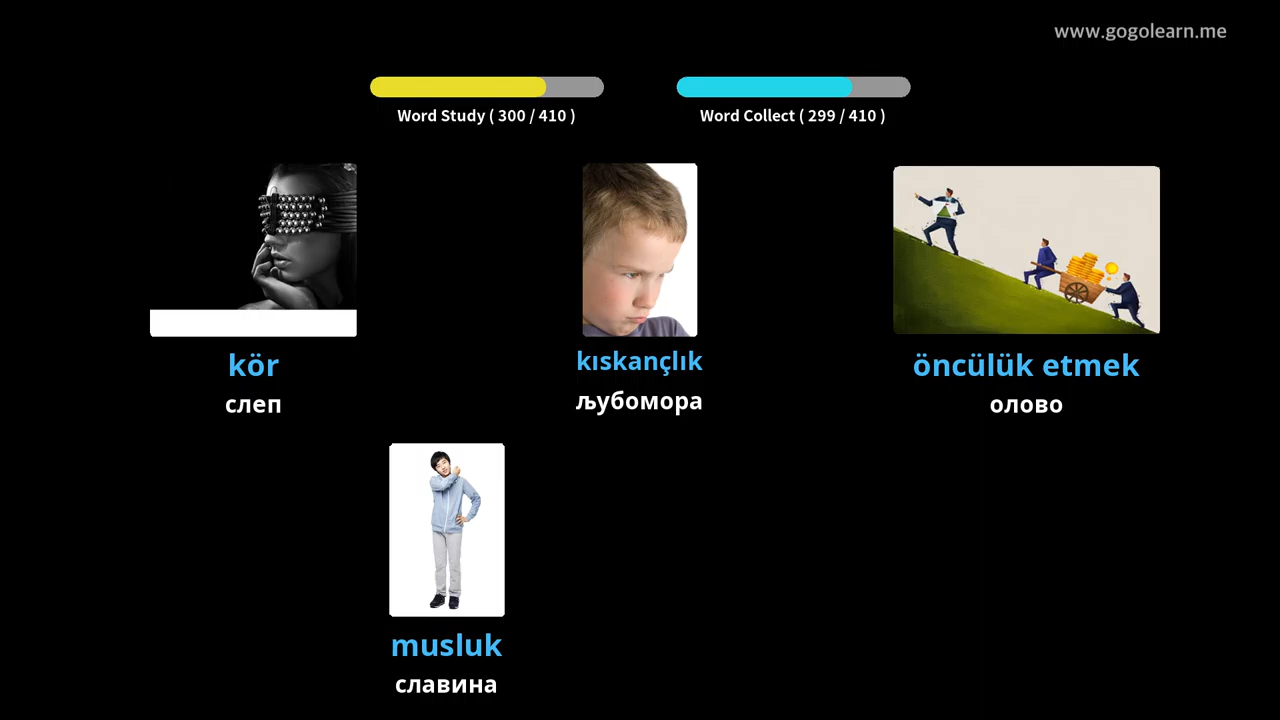 www.gogolearn.me
Word Study ( 300 / 410 )
Word Collect ( 299 / 410 )
kör
слеп
kıskançlık
љубомора
öncülük etmek
олово
musluk
славина